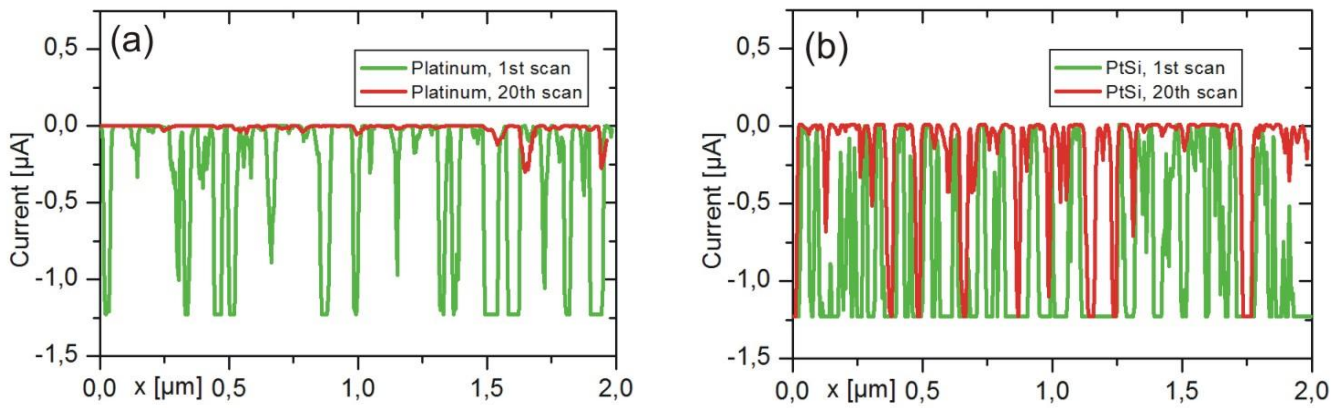 (a)
Platinum, 1st scan
Platinum, 20th scan
Current [µA]
0,5
0,0
-0,5
-1,0
-1,5
0,0 x [µm] 0,5 1,0 1,5 2,0
(b)
PtSi, 1st scan
PtSi, 20th scan
Current [µA]
0,5
0,0
-0,5
-1,0
-1,5
0,0 x [µm] 0,5 1,0 1,5 2,0